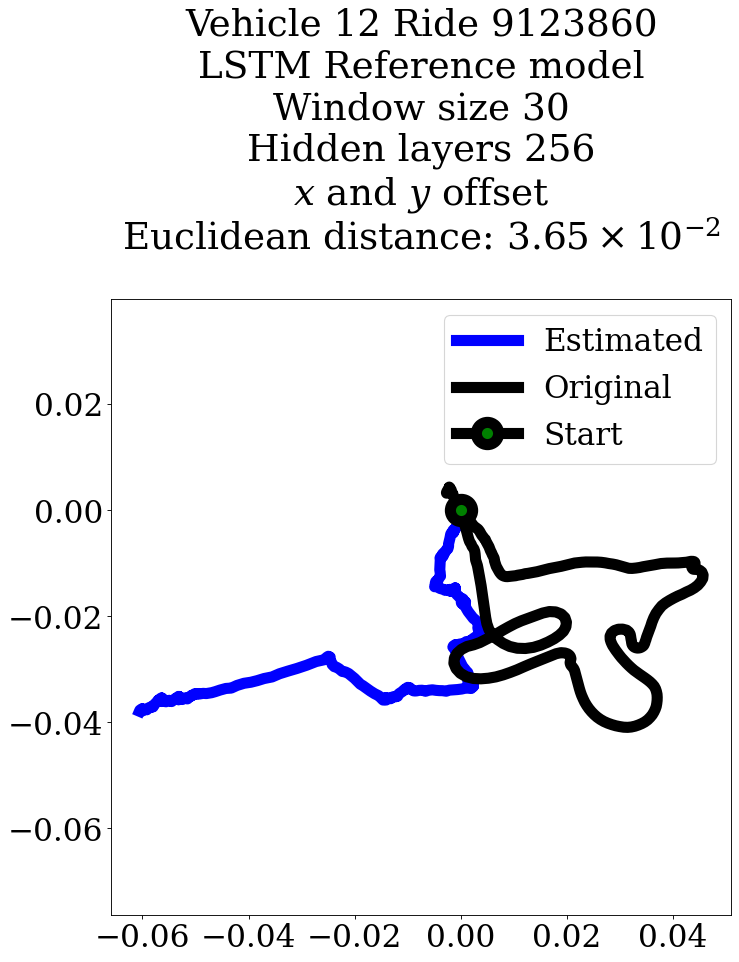 Vehicle 12 Ride 9123860
LSTM Reference model
Window size 30
Hidden layers 256
x and y offset
Euclidean distance: 3.65 × 10⁻²
Estimated
Original
Start
0.02
0.00
−0.02
−0.04
−0.06
−0.06 −0.04 −0.02 0.00 0.02 0.04